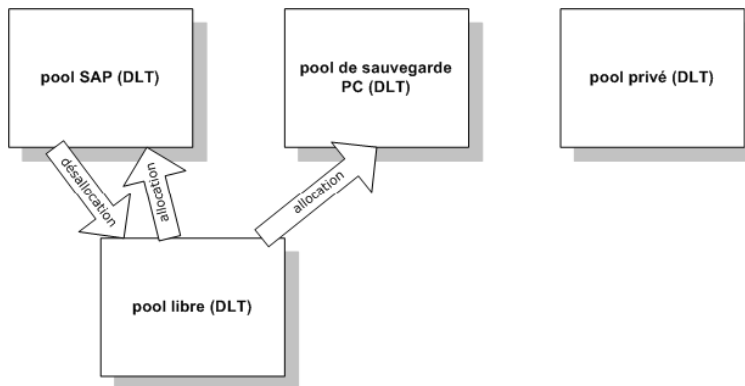 pool SAP (DLT)
pool de sauvegarde
PC (DLT)
pool privé (DLT)
désallocation
allocation
allocation
pool libre (DLT)